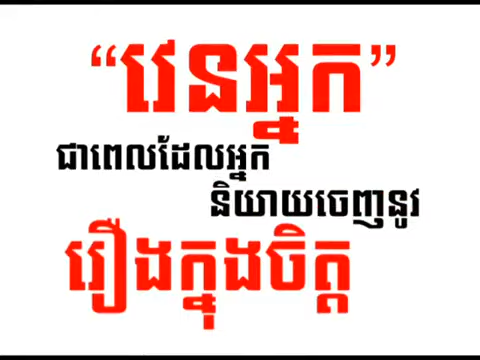 “វេនអ្នក”
ជាពេលដែលអ្នក
និយាយចេញនូវ
រឿងក្នុងចិត្ត